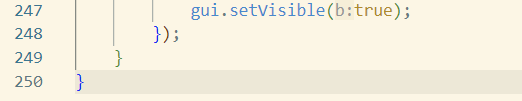 247 gui.setVisible(b:true);
248 });
249 }
250 }